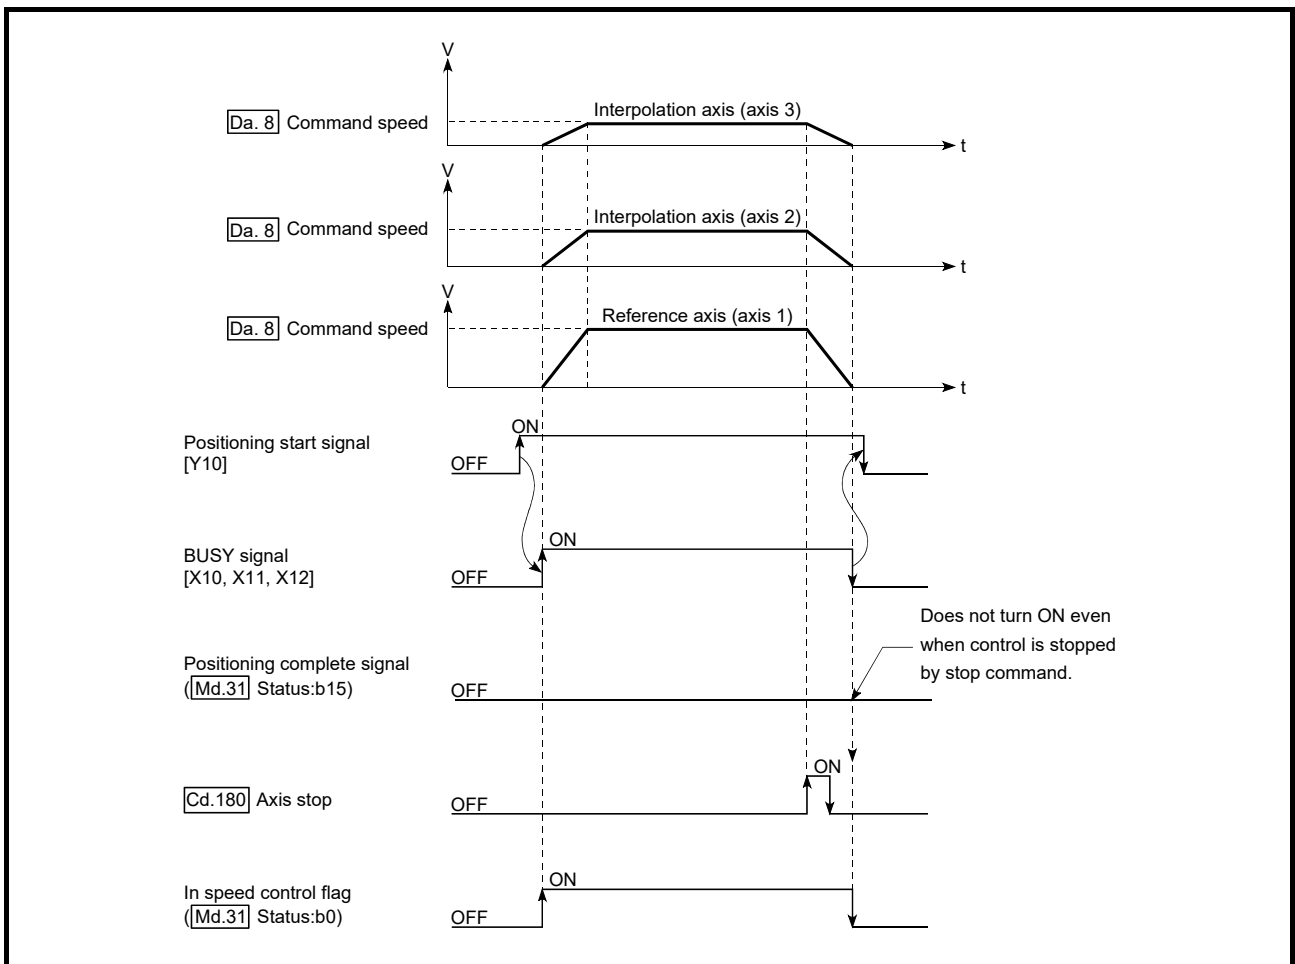 V
Interpolation axis (axis 3)
Da. 8 Command speed
t
V
Interpolation axis (axis 2)
Da. 8 Command speed
t
V
Reference axis (axis 1)
Da. 8 Command speed
t
ON
Positioning start signal
[Y10]
OFF
ON
BUSY signal
[X10, X11, X12]
OFF
Does not turn ON even
when control is stopped
by stop command.
Positioning complete signal
(Md.31 Status:b15)
OFF
ON
Cd.180 Axis stop
OFF
ON
In speed control flag
(Md.31 Status:b0)
OFF